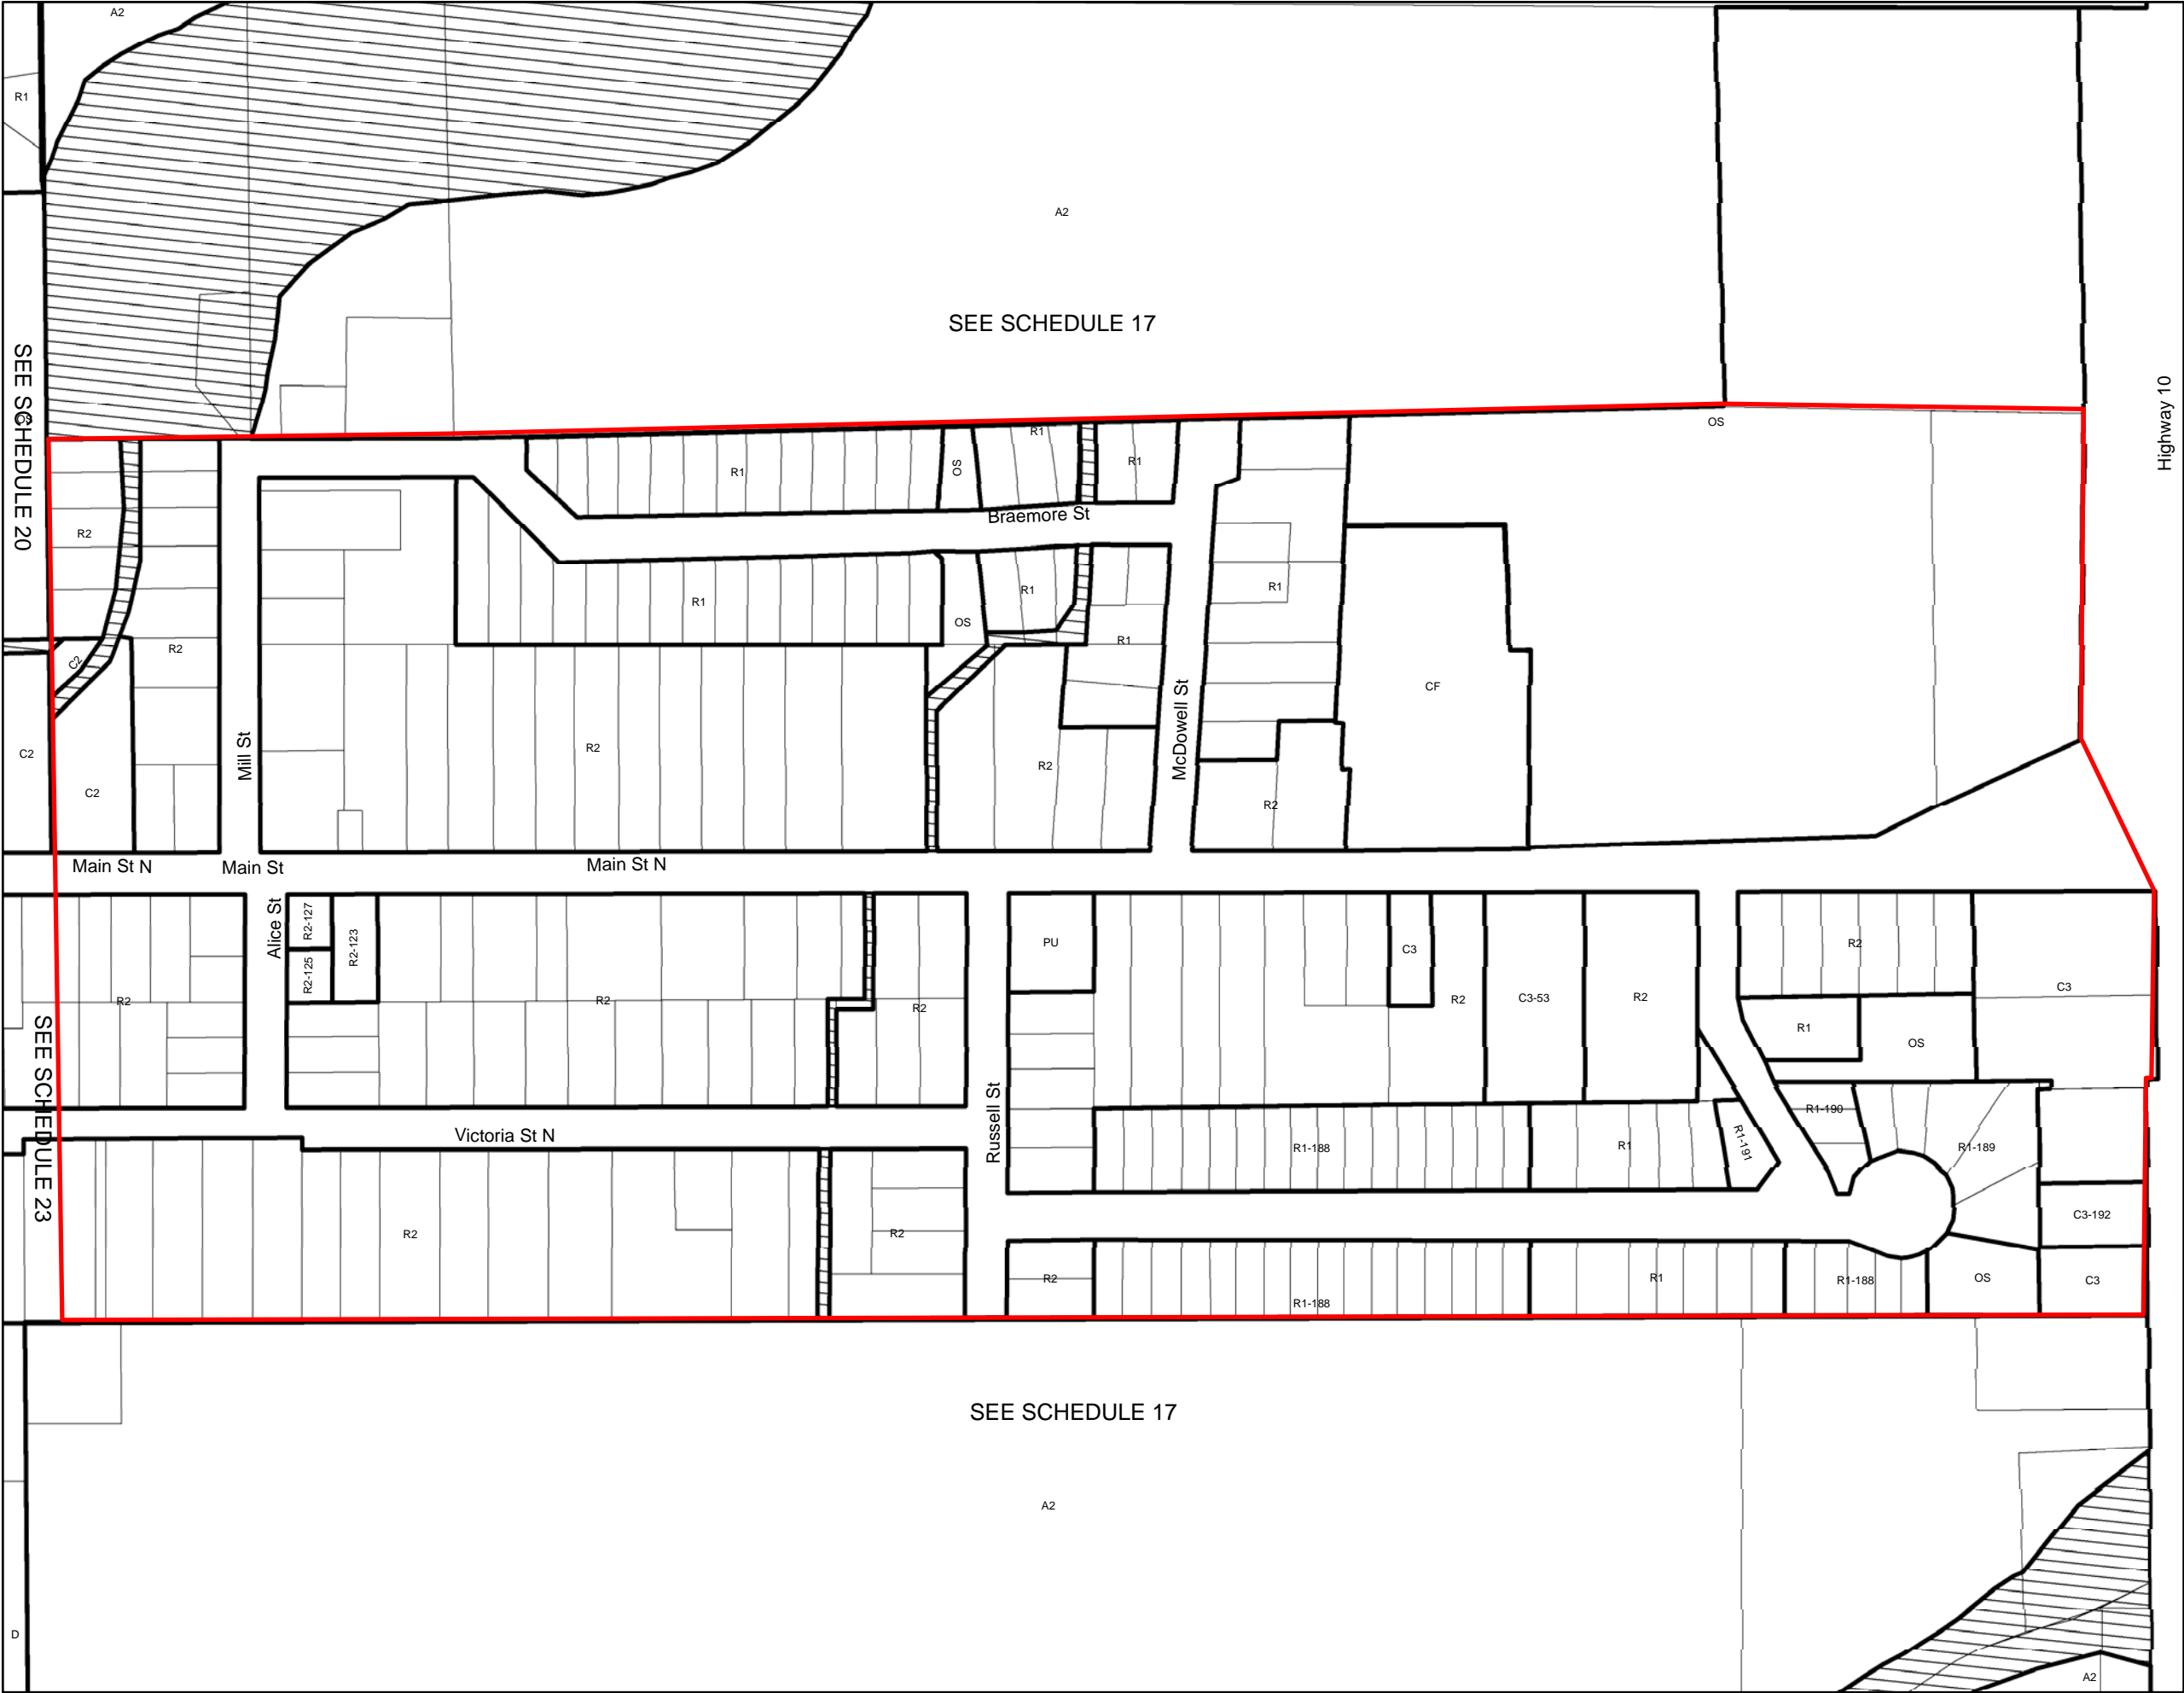 A2
R1
A2
SEE SCHEDULE 17
SEE SCHEDULE 20
Highway 10
OS
R1
R1
OS
R1
Braemore St
R2
R1
R1
R1
OS
R1
R2
C2
CF
McDowell St
Mill St
R2
C2
R2
C2
R2
Main St N
Main St
Main St N
Alice St
R2-127
R2-123
R2-125
PU
C3
R2
R2
R2
R2
R2
C3-53
R2
C3
R1
OS
SEE SCHEDULE 23
Russell St
R1-190
Victoria St N
R1-188
R1
R1-191
R1-189
C3-192
R2
R2
R2
R1-188
R1
R1-188
OS
C3
SEE SCHEDULE 17
A2
D
A2